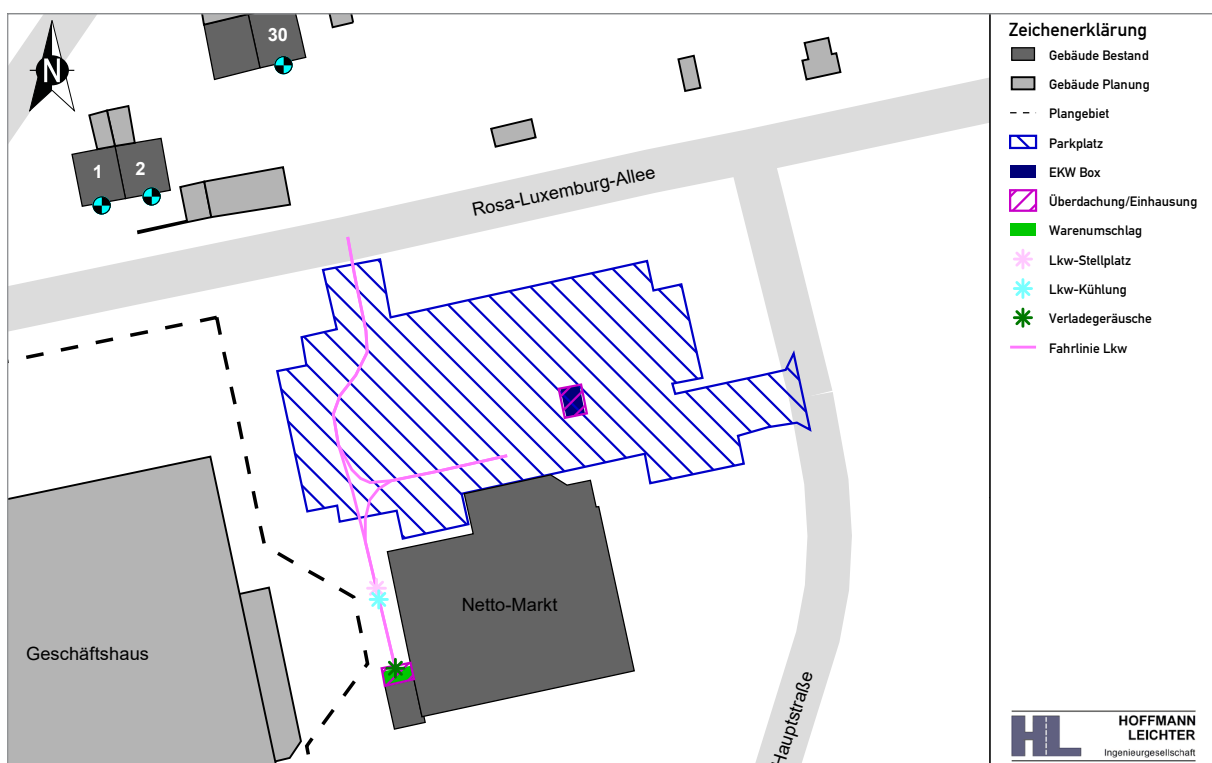 30
N
1
2
Rosa-Luxemburg-Allee
Netto-Markt
Geschäftshaus
Hauptstraße
Zeichenerklärung
Gebäude Bestand
Gebäude Planung
Plangebiet
Parkplatz
EKW Box
Überdachung/Einhausung
Warenumschlag
Lkw-Stellplatz
Lkw-Kühlung
Verladegeräusche
Fahrlinie Lkw
HL
HOFFMANN
LEICHTER
Ingenieurgesellschaft